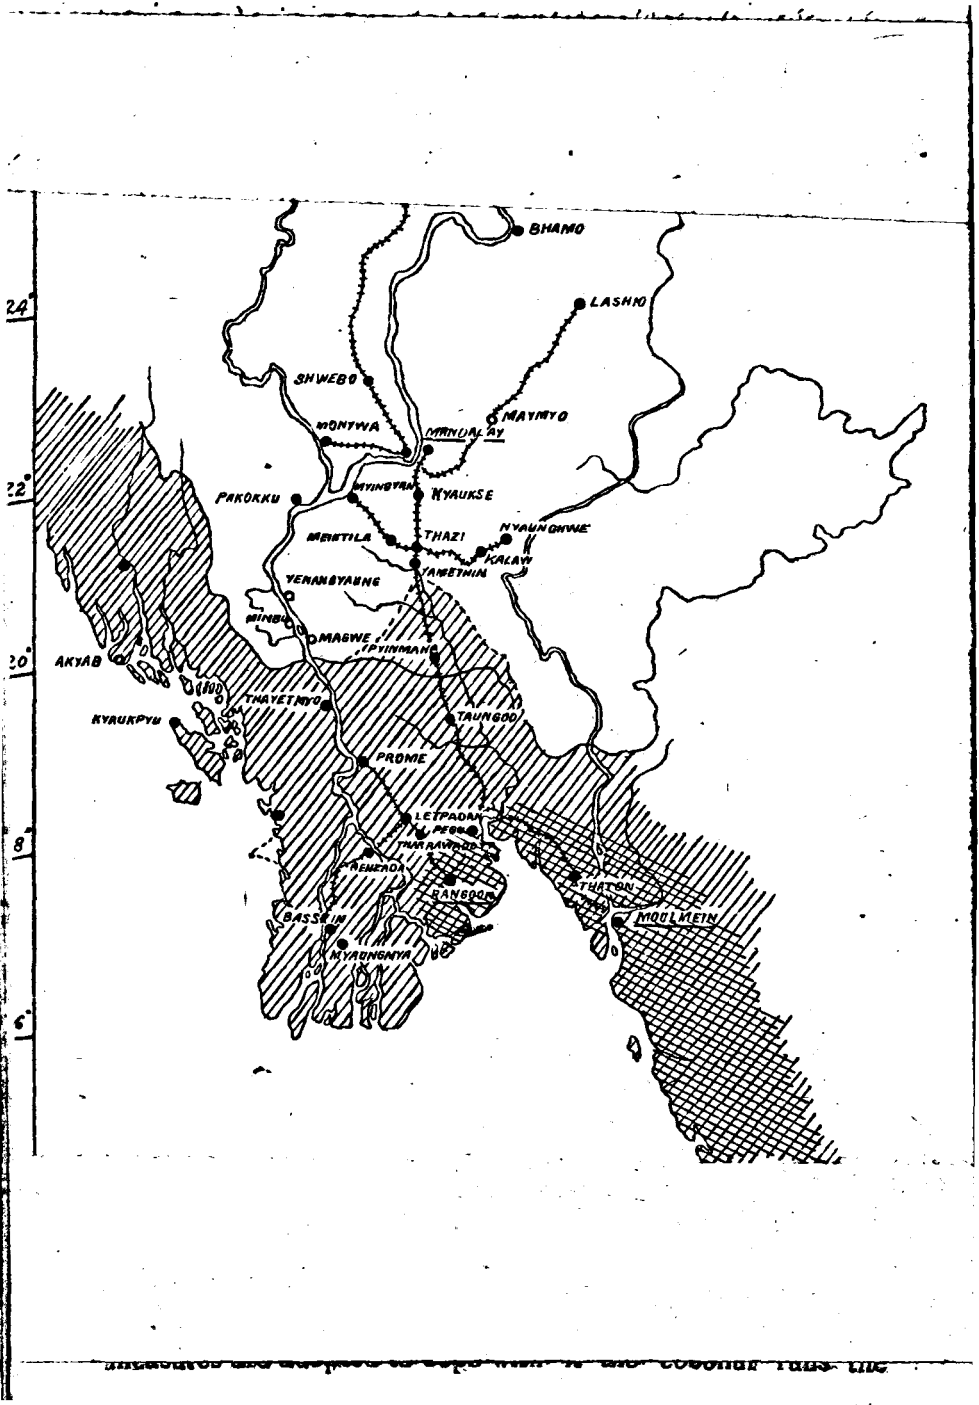 BHAMO
24°
LASHIO
SHWEBO
MAYMYO
MONYWA
MANDALAY
22°
PAKOKKU
MYINGYAN
KYAUKSE
MEIKTILA
THAZI
NYAUNGHWE
KALAW
YAMETHIN
YENANGYAUNG
MINBU
MAGWE
PYINMANA
20°
AKYAB
THAYETMYO
KYAUKPYU
TAUNGOO
PROME
LETPADAN
PEGU
8°
THARRAWADDY
HENZADA
THATON
RANGOON
BASSEIN
MOULMEIN
MYAUNGMYA
6°
the